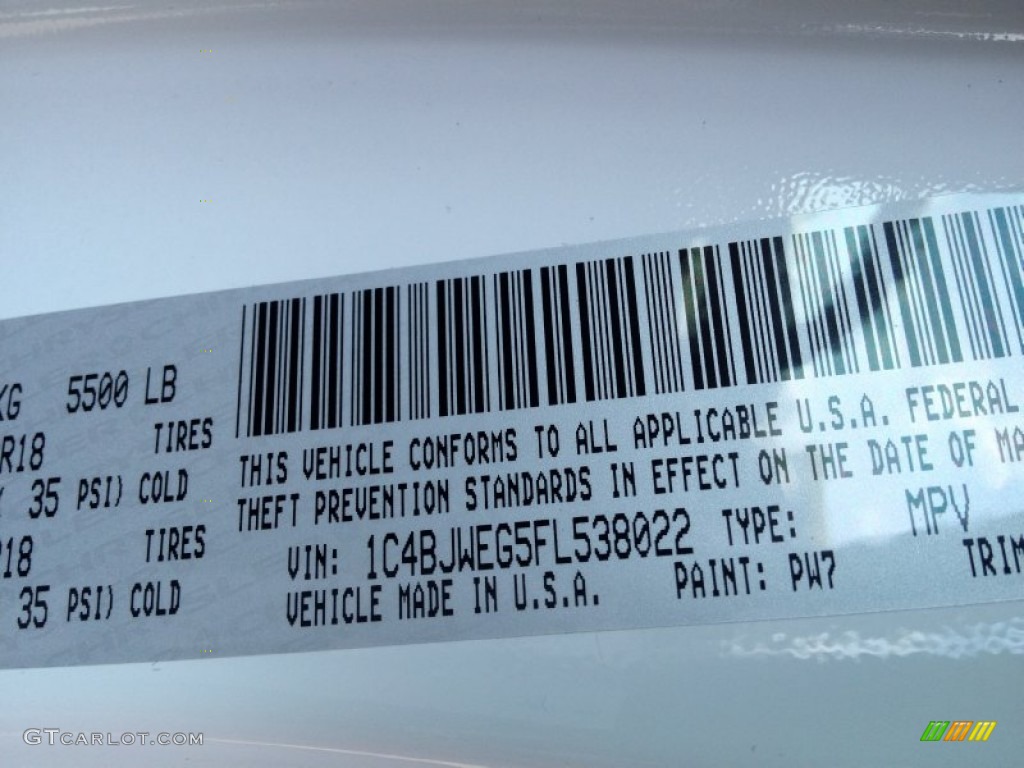 KG 5500 LB
R18 TIRES
35 PSI) COLD
R18 TIRES
35 PSI) COLD
THIS VEHICLE CONFORMS TO ALL APPLICABLE U.S.A. FEDERAL
THEFT PREVENTION STANDARDS IN EFFECT ON THE DATE OF MA
VIN: 1C4BJWEG5FL538022 TYPE: MPV
VEHICLE MADE IN U.S.A. PAINT: PW7 TRIM
GTCARLOT.COM